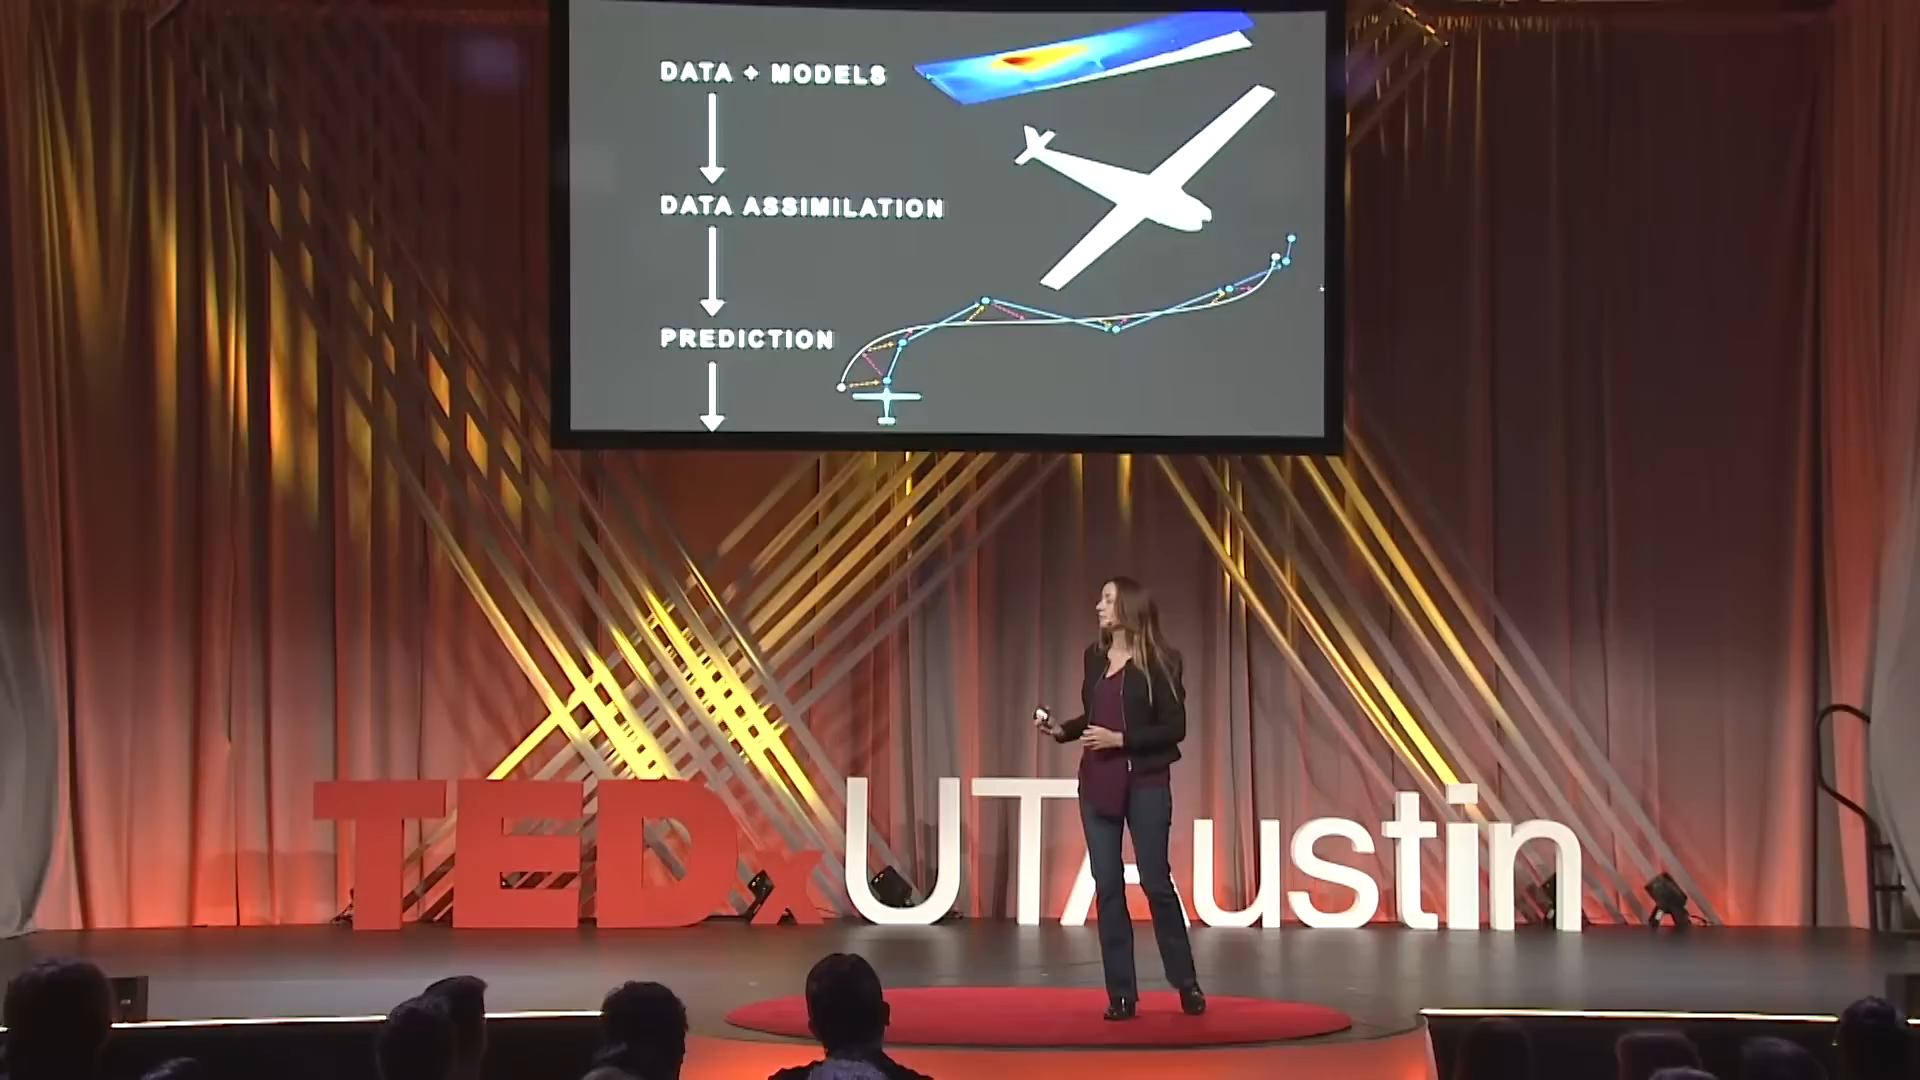 DATA + MODELS
DATA ASSIMILATION
PREDICTION
TEDxUTAustin